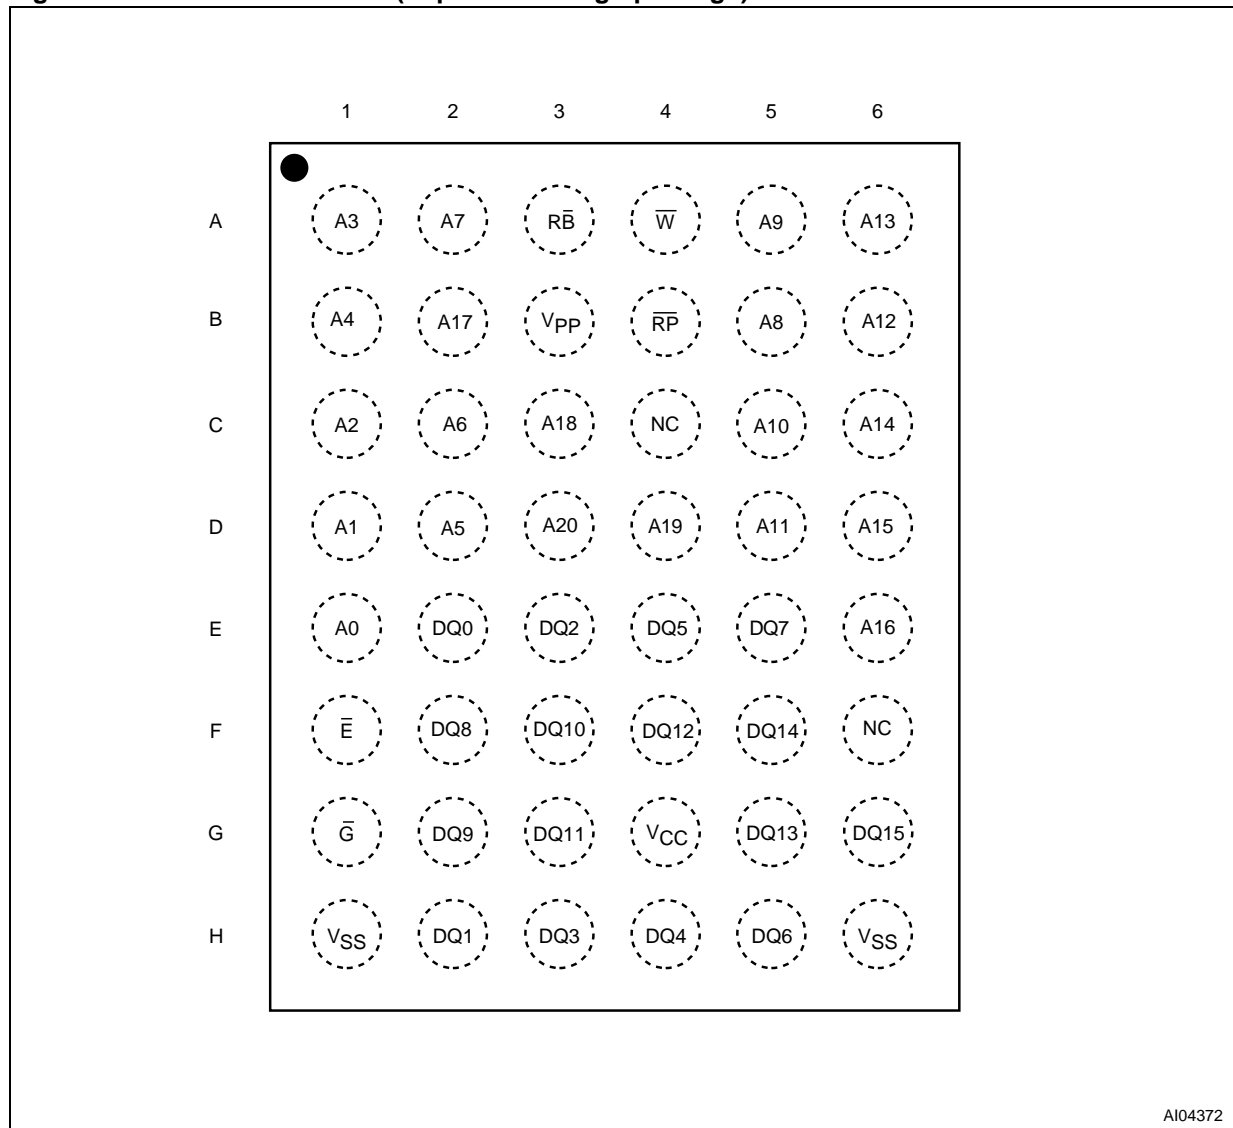 1 2 3 4 5 6
A A3 A7 RB̅ W̅ A9 A13
B A4 A17 VPP R̅P̅ A8 A12
C A2 A6 A18 NC A10 A14
D A1 A5 A20 A19 A11 A15
E A0 DQ0 DQ2 DQ5 DQ7 A16
F E̅ DQ8 DQ10 DQ12 DQ14 NC
G G̅ DQ9 DQ11 VCC DQ13 DQ15
H VSS DQ1 DQ3 DQ4 DQ6 VSS
AI04372